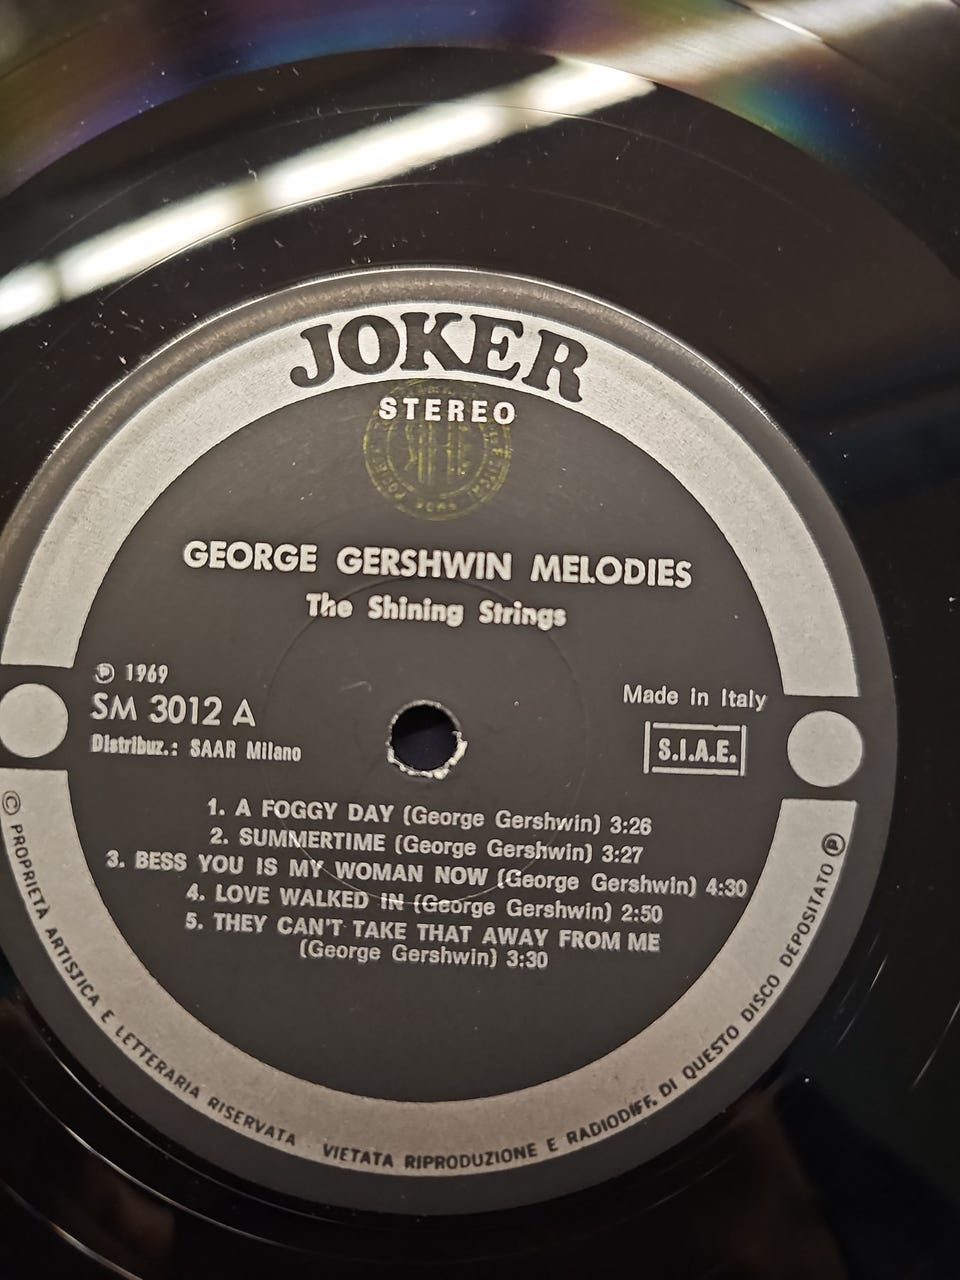 JOKER
STEREO
GEORGE GERSHWIN MELODIES
The Shining Strings
℗ 1969
SM 3012 A
Distribuz.: SAAR Milano
Made in Italy
S.I.A.E.
1. A FOGGY DAY (George Gershwin) 3:26
2. SUMMERTIME (George Gershwin) 3:27
3. BESS YOU IS MY WOMAN NOW (George Gershwin) 4:30
4. LOVE WALKED IN (George Gershwin) 2:50
5. THEY CAN'T TAKE THAT AWAY FROM ME
(George Gershwin) 3:30
© PROPRIETA ARTISTICA E LETTERARIA RISERVATA VIETATA RIPRODUZIONE E RADIODIFF. DI QUESTO DISCO DEPOSITATO ℗